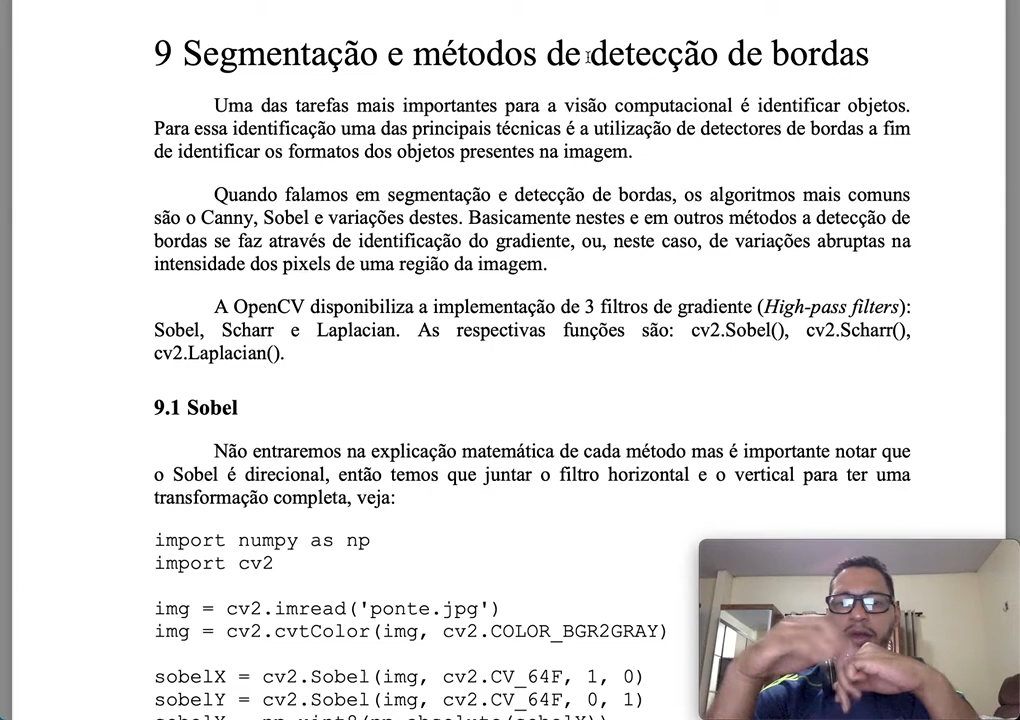 9 Segmentação e métodos de detecção de bordas
Uma das tarefas mais importantes para a visão computacional é identificar objetos.
Para essa identificação uma das principais técnicas é a utilização de detectores de bordas a fim
de identificar os formatos dos objetos presentes na imagem.
Quando falamos em segmentação e detecção de bordas, os algoritmos mais comuns
são o Canny, Sobel e variações destes. Basicamente nestes e em outros métodos a detecção de
bordas se faz através de identificação do gradiente, ou, neste caso, de variações abruptas na
intensidade dos pixels de uma região da imagem.
A OpenCV disponibiliza a implementação de 3 filtros de gradiente (High-pass filters):
Sobel, Scharr e Laplacian. As respectivas funções são: cv2.Sobel(), cv2.Scharr(),
cv2.Laplacian().
9.1 Sobel
Não entraremos na explicação matemática de cada método mas é importante notar que
o Sobel é direcional, então temos que juntar o filtro horizontal e o vertical para ter uma
transformação completa, veja:
import numpy as np
import cv2
img = cv2.imread('ponte.jpg')
img = cv2.cvtColor(img, cv2.COLOR_BGR2GRAY)
sobelX = cv2.Sobel(img, cv2.CV_64F, 1, 0)
sobelY = cv2.Sobel(img, cv2.CV_64F, 0, 1)